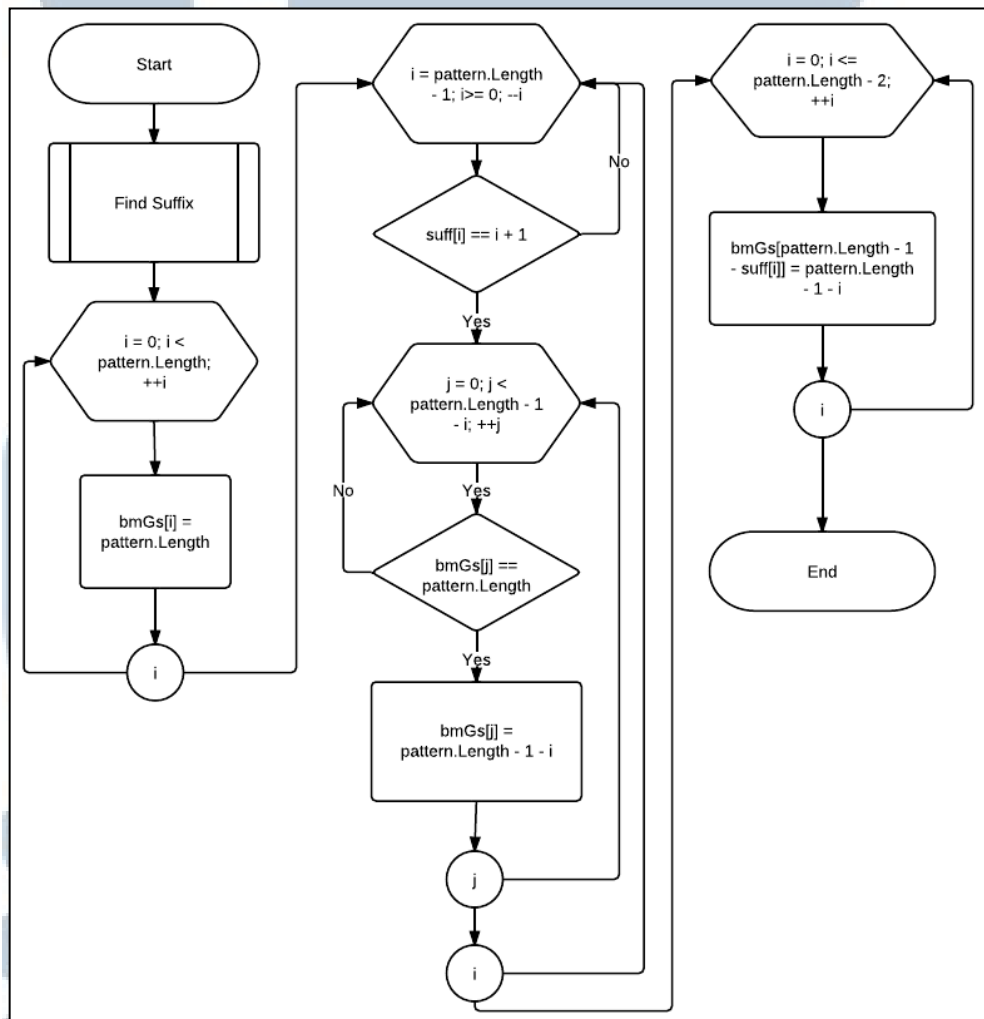 Start
Find Suffix
i = 0; i <
pattern.Length;
++i
bmGs[i] =
pattern.Length
i
i = pattern.Length
- 1; i>= 0; --i
No
suff[i] == i + 1
Yes
j = 0; j <
pattern.Length - 1
- i; ++j
No
Yes
bmGs[j] ==
pattern.Length
Yes
bmGs[j] =
pattern.Length - 1 - i
j
i
i = 0; i <=
pattern.Length - 2;
++i
bmGs[pattern.Length - 1
- suff[i]] = pattern.Length
- 1 - i
i
End